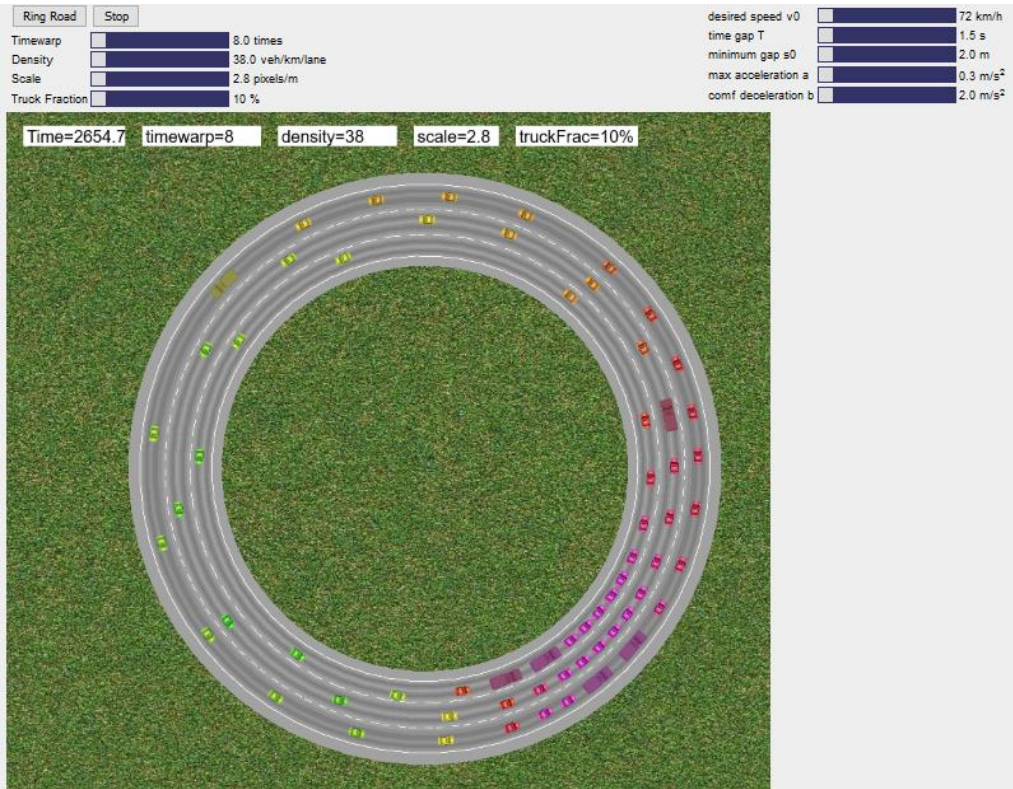 Ring Road Stop
Timewarp 8.0 times
Density 38.0 veh/km/lane
Scale 2.8 pixels/m
Truck Fraction 10 %
desired speed v0 72 km/h
time gap T 1.5 s
minimum gap s0 2.0 m
max acceleration a 0.3 m/s²
comf deceleration b 2.0 m/s²
Time=2654.7 timewarp=8 density=38 scale=2.8 truckFrac=10%